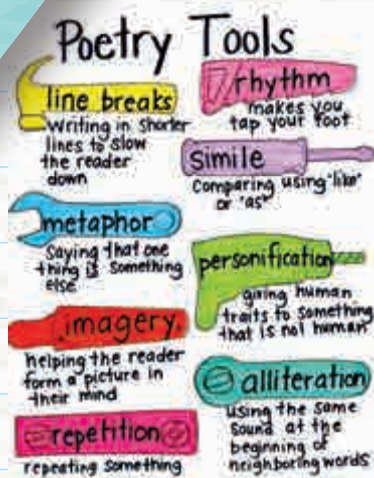 Poetry Tools
line breaks
Writing in shorter
lines to slow
the reader
down
rhythm
makes you
tap your foot
simile
Comparing using "like"
or "as"
metaphor
Saying that one
thing is something
else
personification
giving human
traits to something
that is not human
imagery
helping the reader
form a picture in
their mind
alliteration
using the same
sound at the
beginning of
neighboring words
repetition
repeating something